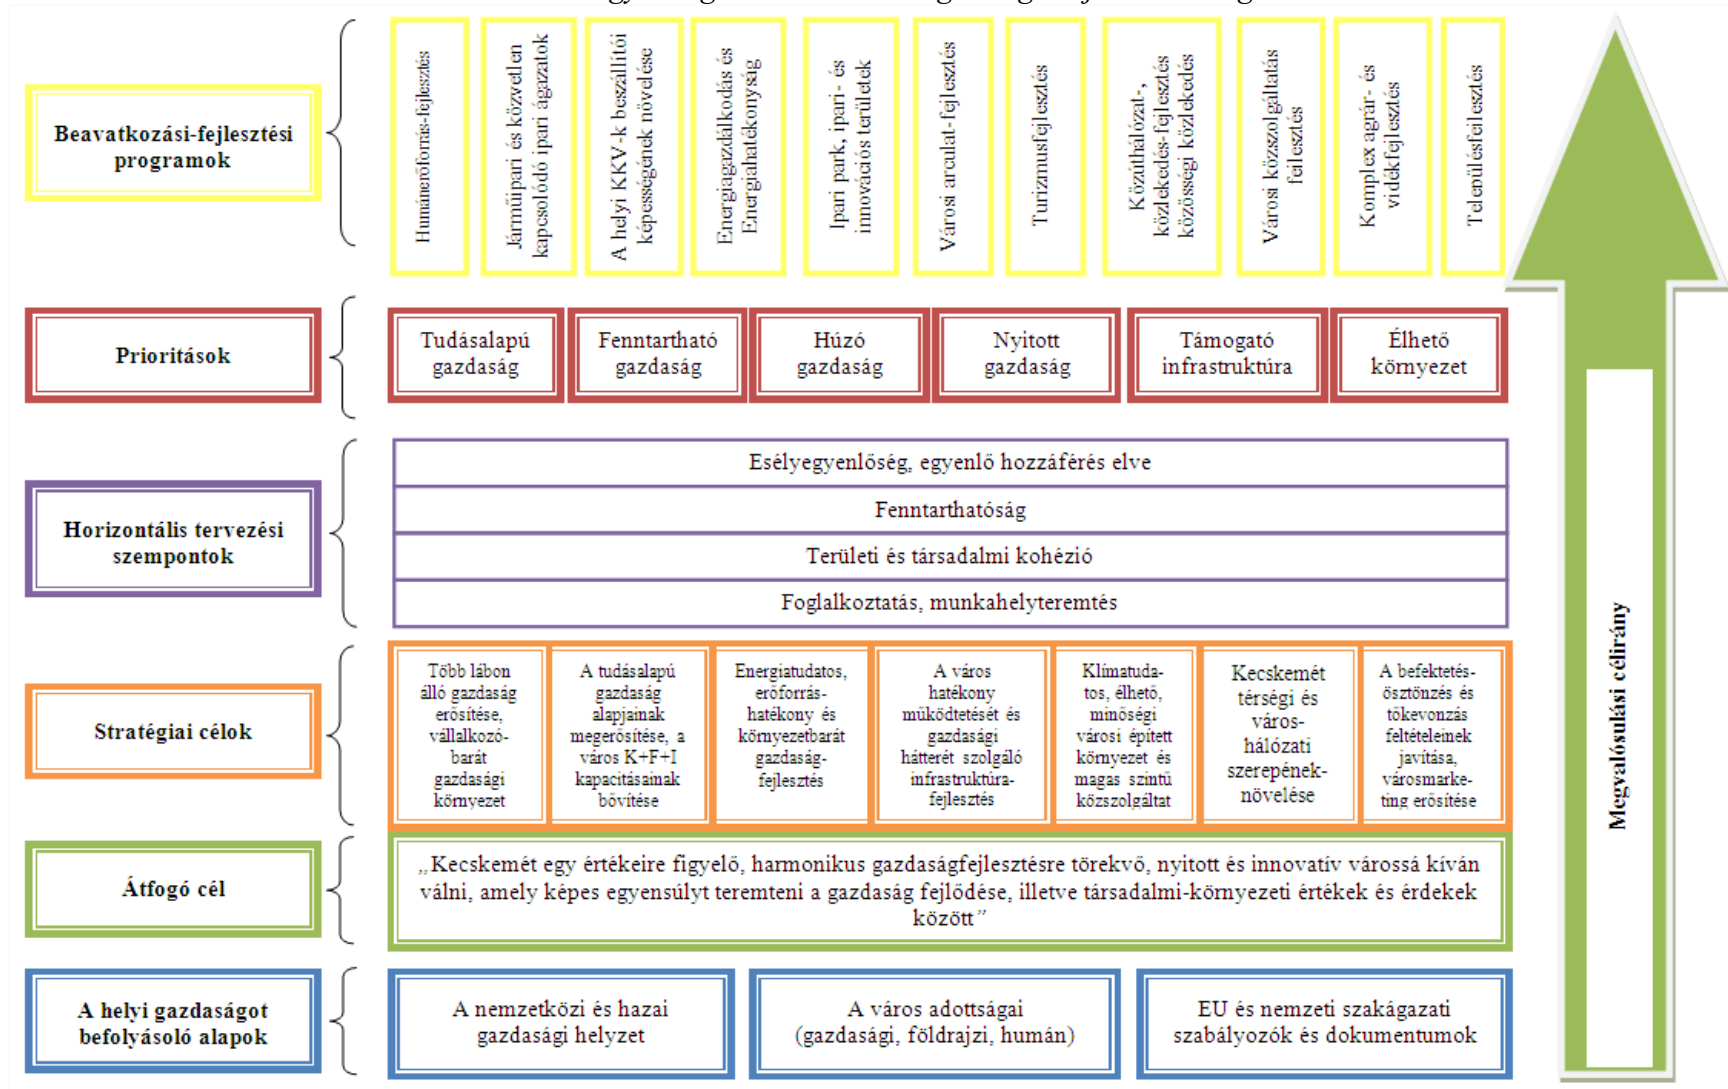 Beavatkozási-fejlesztési
programok
Humánerőforrás-fejlesztés
Járműipari és közvetlen
kapcsolódó ipari ágazatok
A helyi KKV-k beszállítói
képességének növelése
Energiagazdálkodás és
Energiahatékonyság
Ipari park, ipari- és
innovációs területek
Városi arculat-fejlesztés
Turizmusfejlesztés
Közúthálózat-,
közlekedés-fejlesztés
közösségi közlekedés
Városi közszolgáltatás
fejlesztés
Komplex agrár- és
vidékfejlesztés
Településfejlesztés
Prioritások
Tudásalapú
gazdaság
Fenntartható
gazdaság
Húzó
gazdaság
Nyitott
gazdaság
Támogató
infrastruktúra
Élhető
környezet
Horizontális tervezési
szempontok
Esélyegyenlőség, egyenlő hozzáférés elve
Fenntarthatóság
Területi és társadalmi kohézió
Foglalkoztatás, munkahelyteremtés
Stratégiai célok
Több lábon
álló gazdaság
erősítése,
vállalkozó-
barát
gazdasági
környezet
A tudásalapú
gazdaság
alapjainak
megerősítése, a
város K+F+I
kapacitásainak
bővítése
Energiatudatos,
erőforrás-
hatékony és
környezetbarát
gazdaság-
fejlesztés
A város
hatékony
működtetését és
gazdasági
hátterét szolgáló
infrastruktúra-
fejlesztés
Klímatuda-
tos, élhető,
minőségi
városi épített
környezet és
magas szintű
közszolgáltat
Kecskemét
térségi és
város-
hálózati
szerepének-
növelése
A befektetés-
ösztönzés és
tőkevonzás
feltételeinek
javítása,
városmarke-
ting erősítése
Átfogó cél
„Kecskemét egy értékeire figyelő, harmonikus gazdaságfejlesztésre törekvő, nyitott és innovatív várossá kíván
válni, amely képes egyensúlyt teremteni a gazdaság fejlődése, illetve társadalmi-környezeti értékek és érdekek
között”
A helyi gazdaságot
befolyásoló alapok
A nemzetközi és hazai
gazdasági helyzet
A város adottságai
(gazdasági, földrajzi, humán)
EU és nemzeti szakágazati
szabályozók és dokumentumok
Megvalósulási célirány